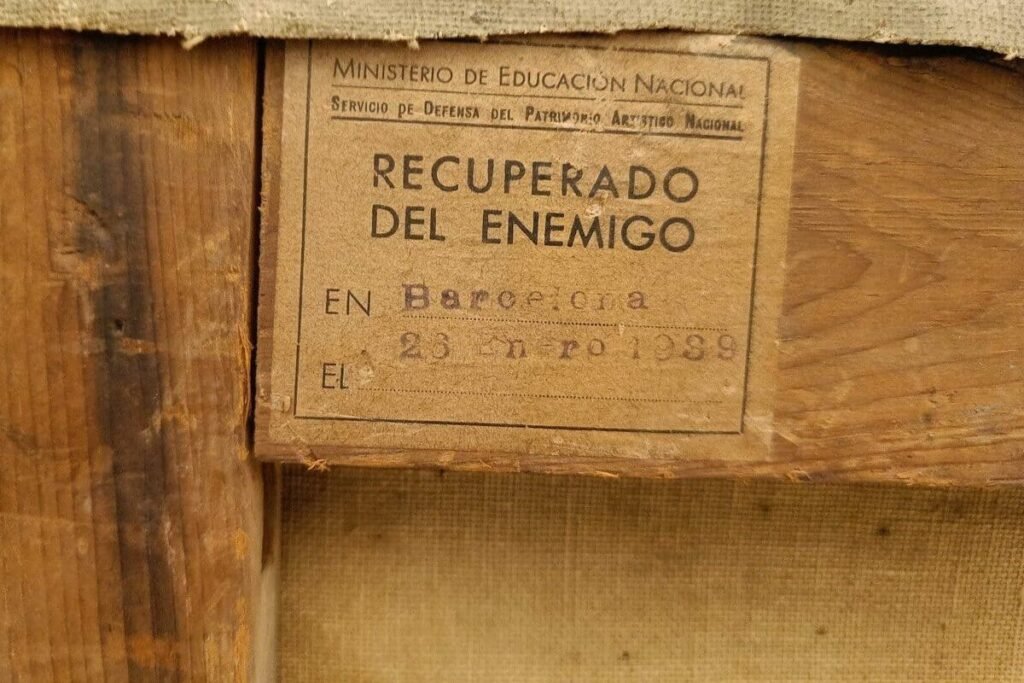 MINISTERIO DE EDUCACIÓN NACIONAL
SERVICIO DE DEFENSA DEL PATRIMONIO ARTÍSTICO NACIONAL
RECUPERADO
DEL ENEMIGO
EN Barcelona
EL 26 Enero 1939